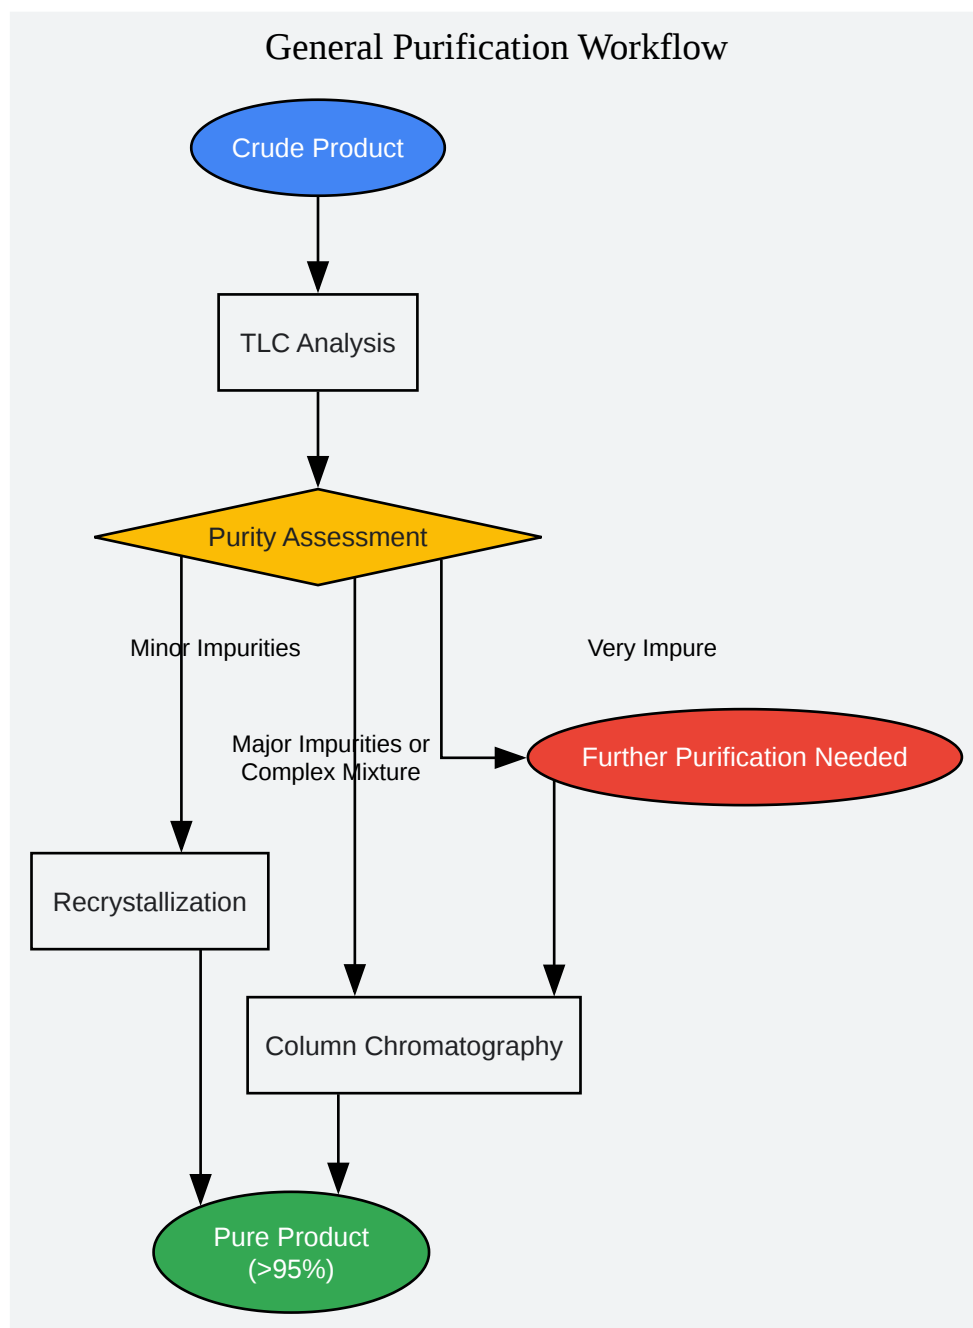 General Purification Workflow
Crude Product
TLC Analysis
Purity Assessment
Minor Impurities
Very Impure
Major Impurities or
Complex Mixture
Further Purification Needed
Recrystallization
Column Chromatography
Pure Product
(>95%)